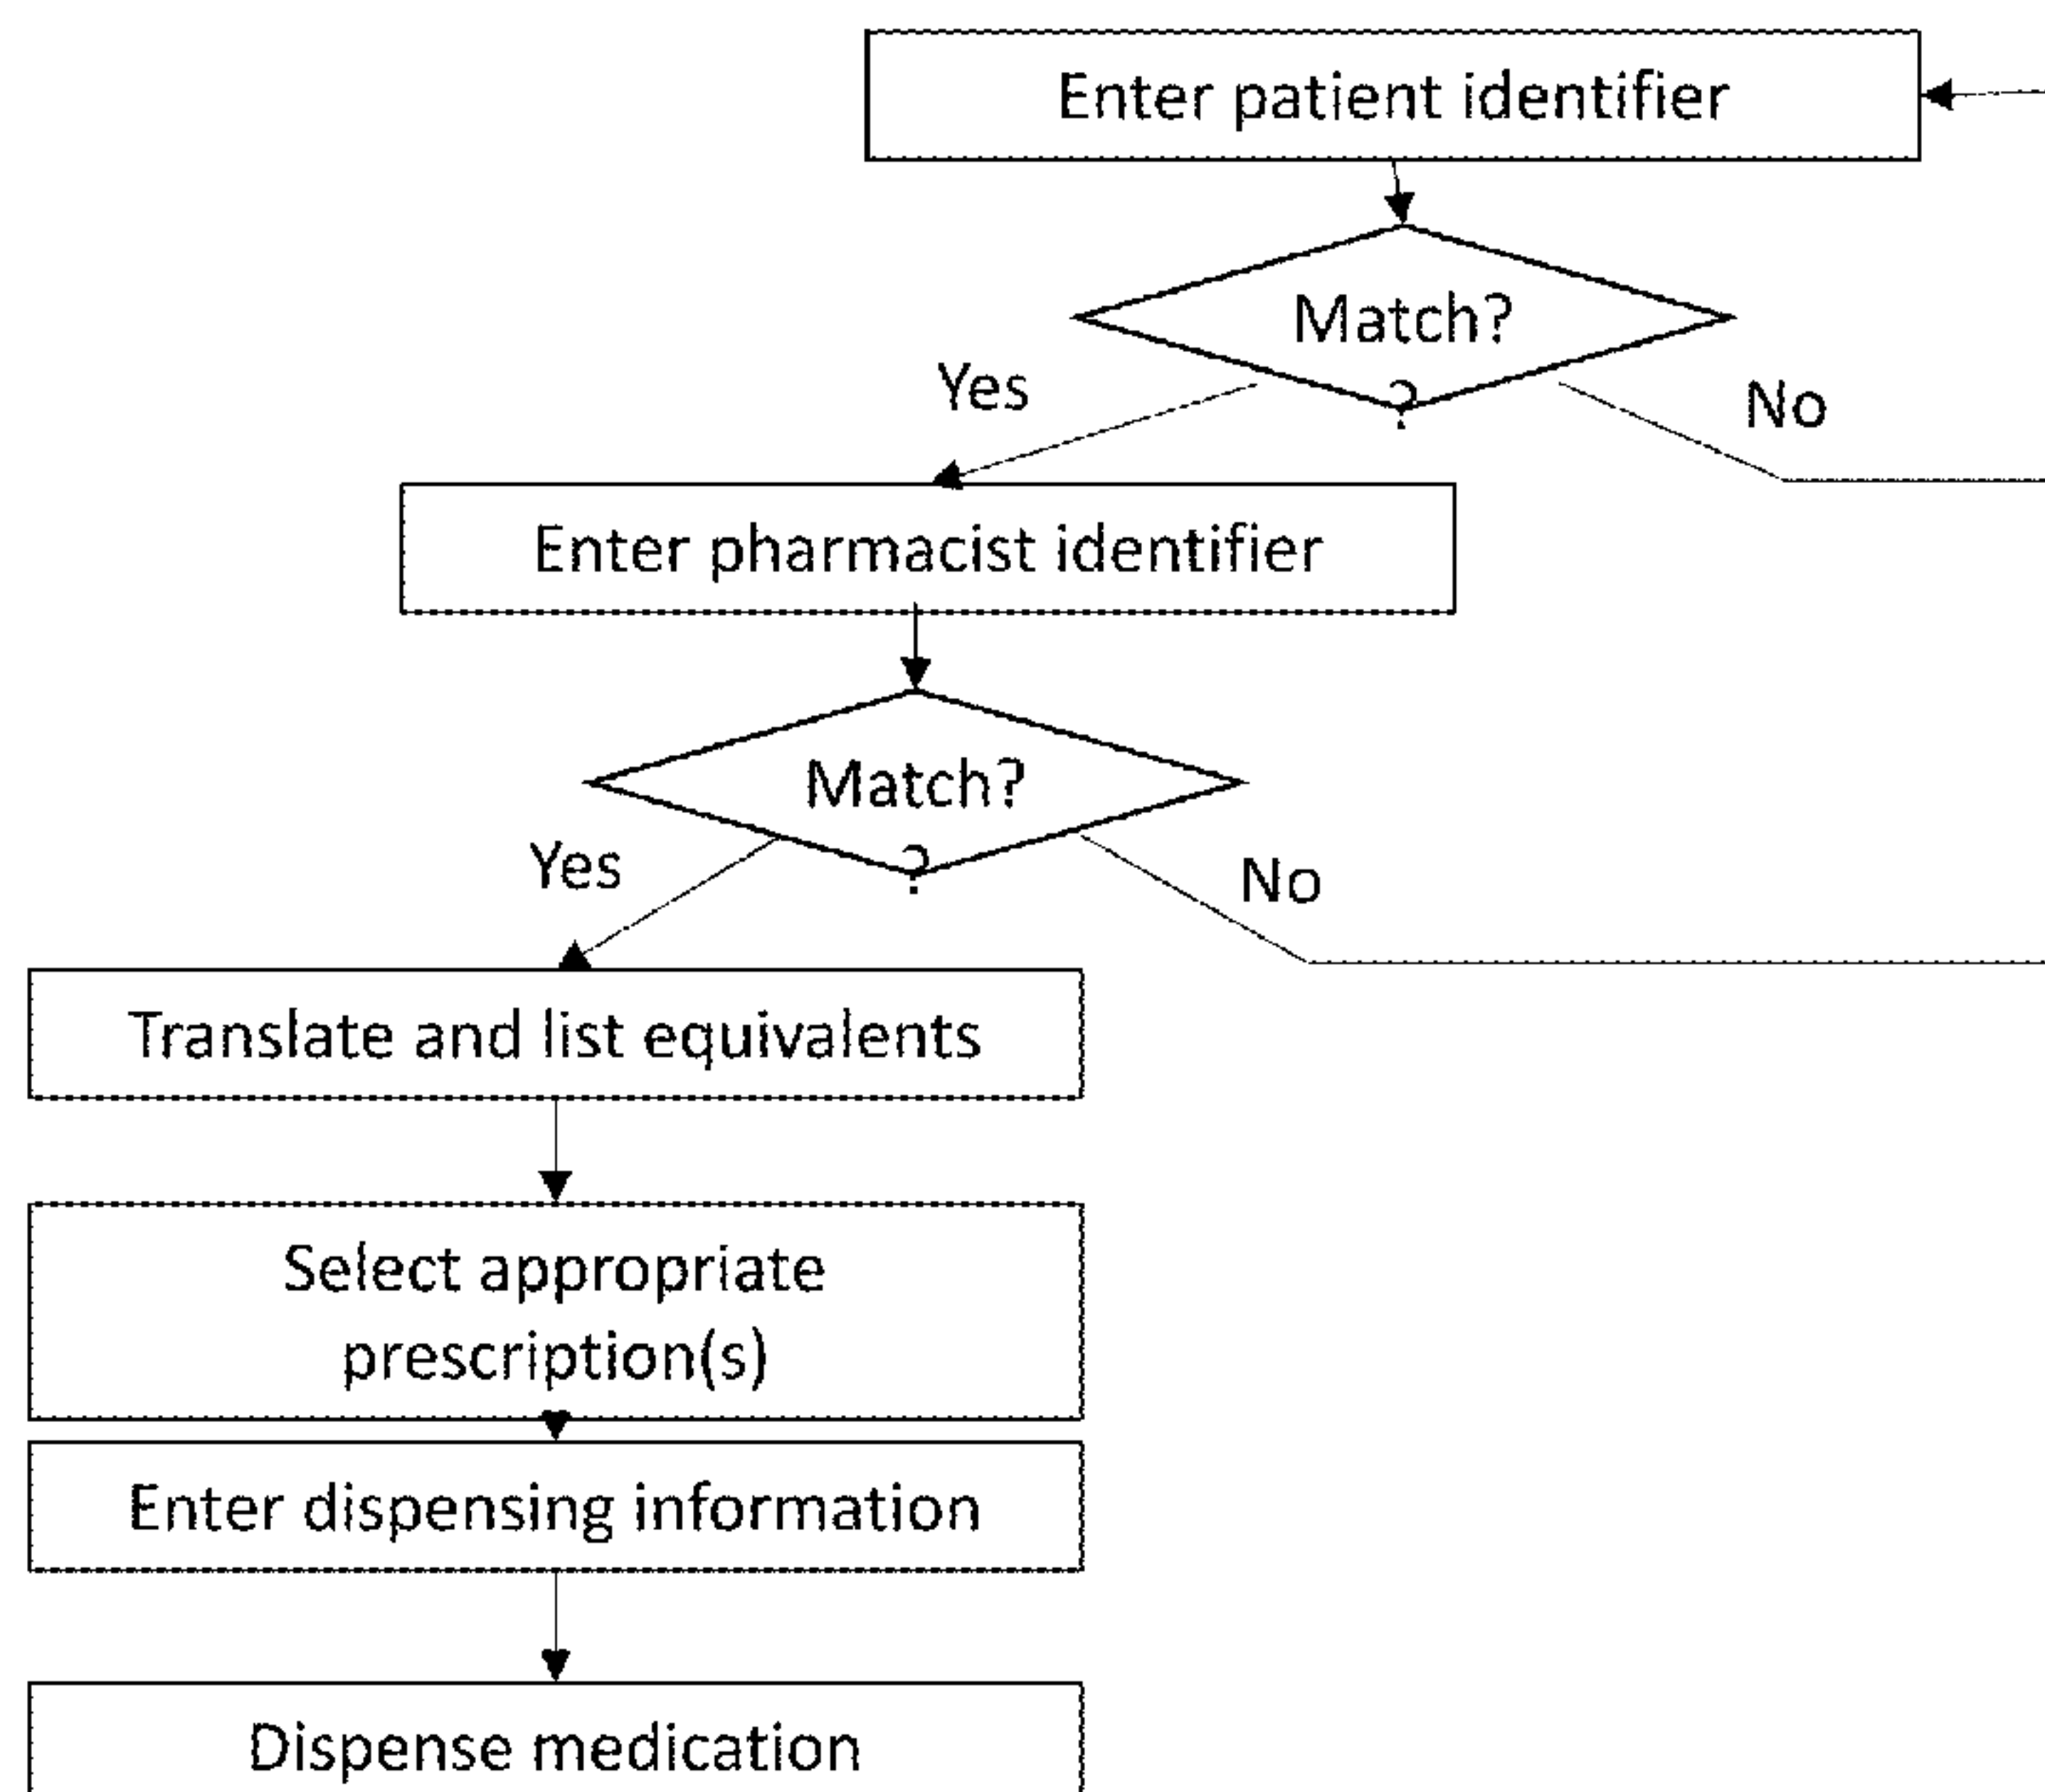 Enter patient identifier
Match?
?
Yes
No
Enter pharmacist identifier
Match?
?
Yes
No
Translate and list equivalents
Select appropriate
prescription(s)
Enter dispensing information
Dispense medication